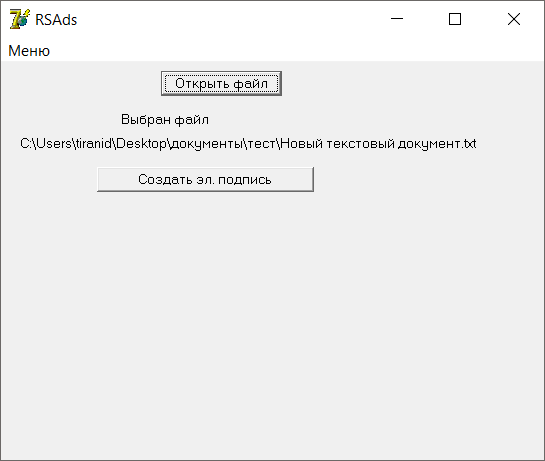 RSAds
Меню
Открыть файл
Выбран файл
C:\Users\tiranid\Desktop\документы\тест\Новый текстовый документ.txt
Создать эл. подпись